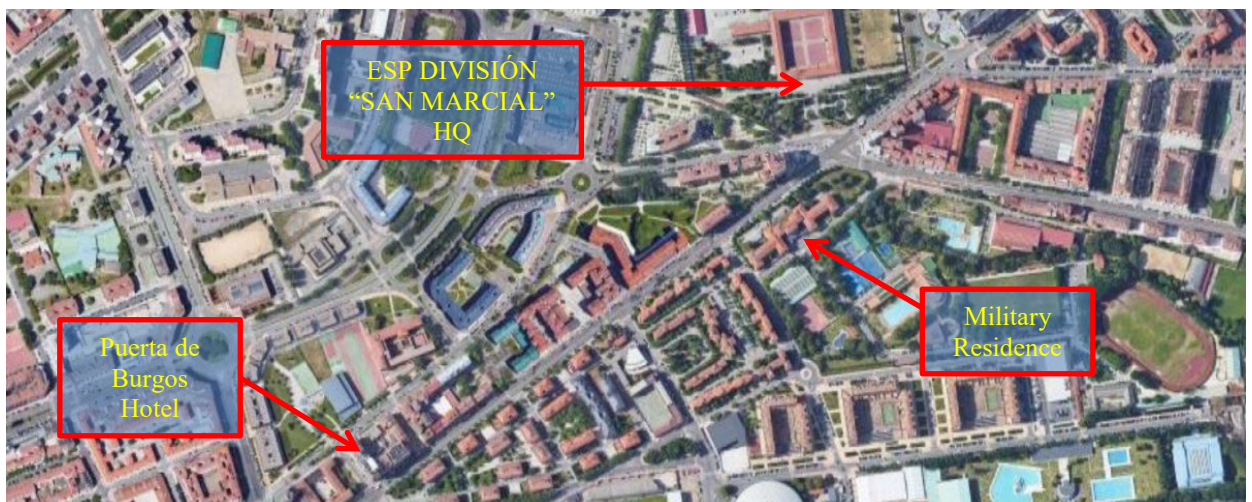 ESP DIVISIÓN
“SAN MARCIAL”
HQ
Military
Residence
Puerta de
Burgos
Hotel